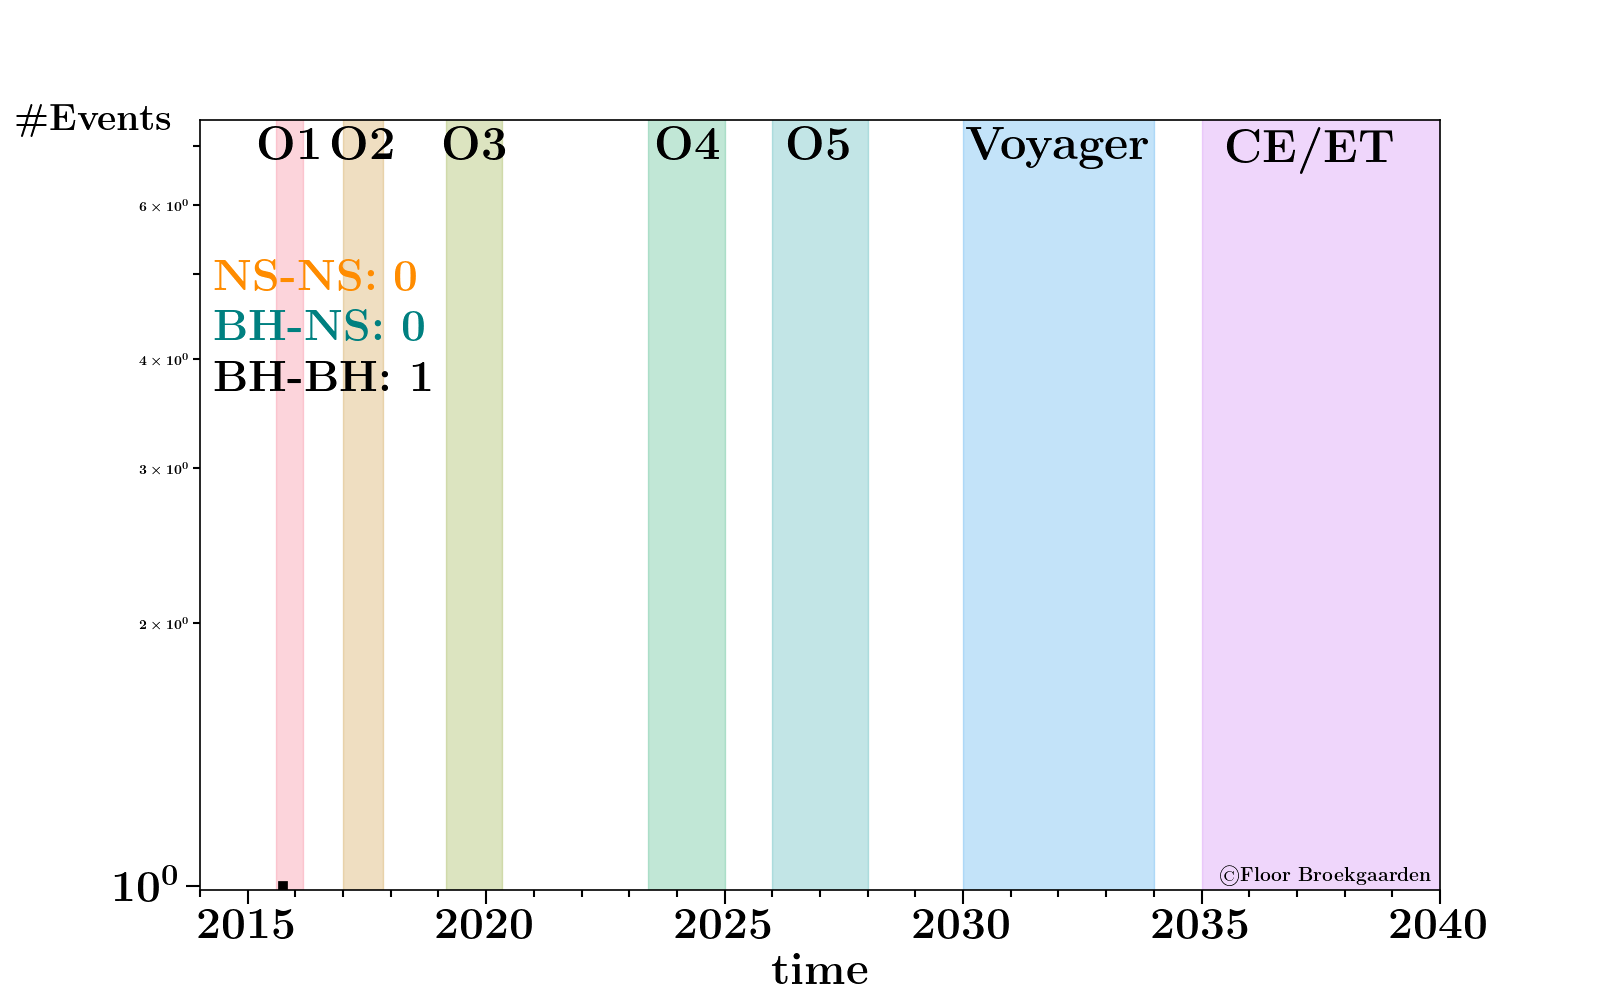 #Events
O1 O2 O3 O4 O5 Voyager CE/ET
6 × 10⁰
NS-NS: 0
BH-NS: 0
4 × 10⁰
BH-BH: 1
3 × 10⁰
2 × 10⁰
©Floor Broekgaarden
10⁰
2015 2020 2025 2030 2035 2040
time